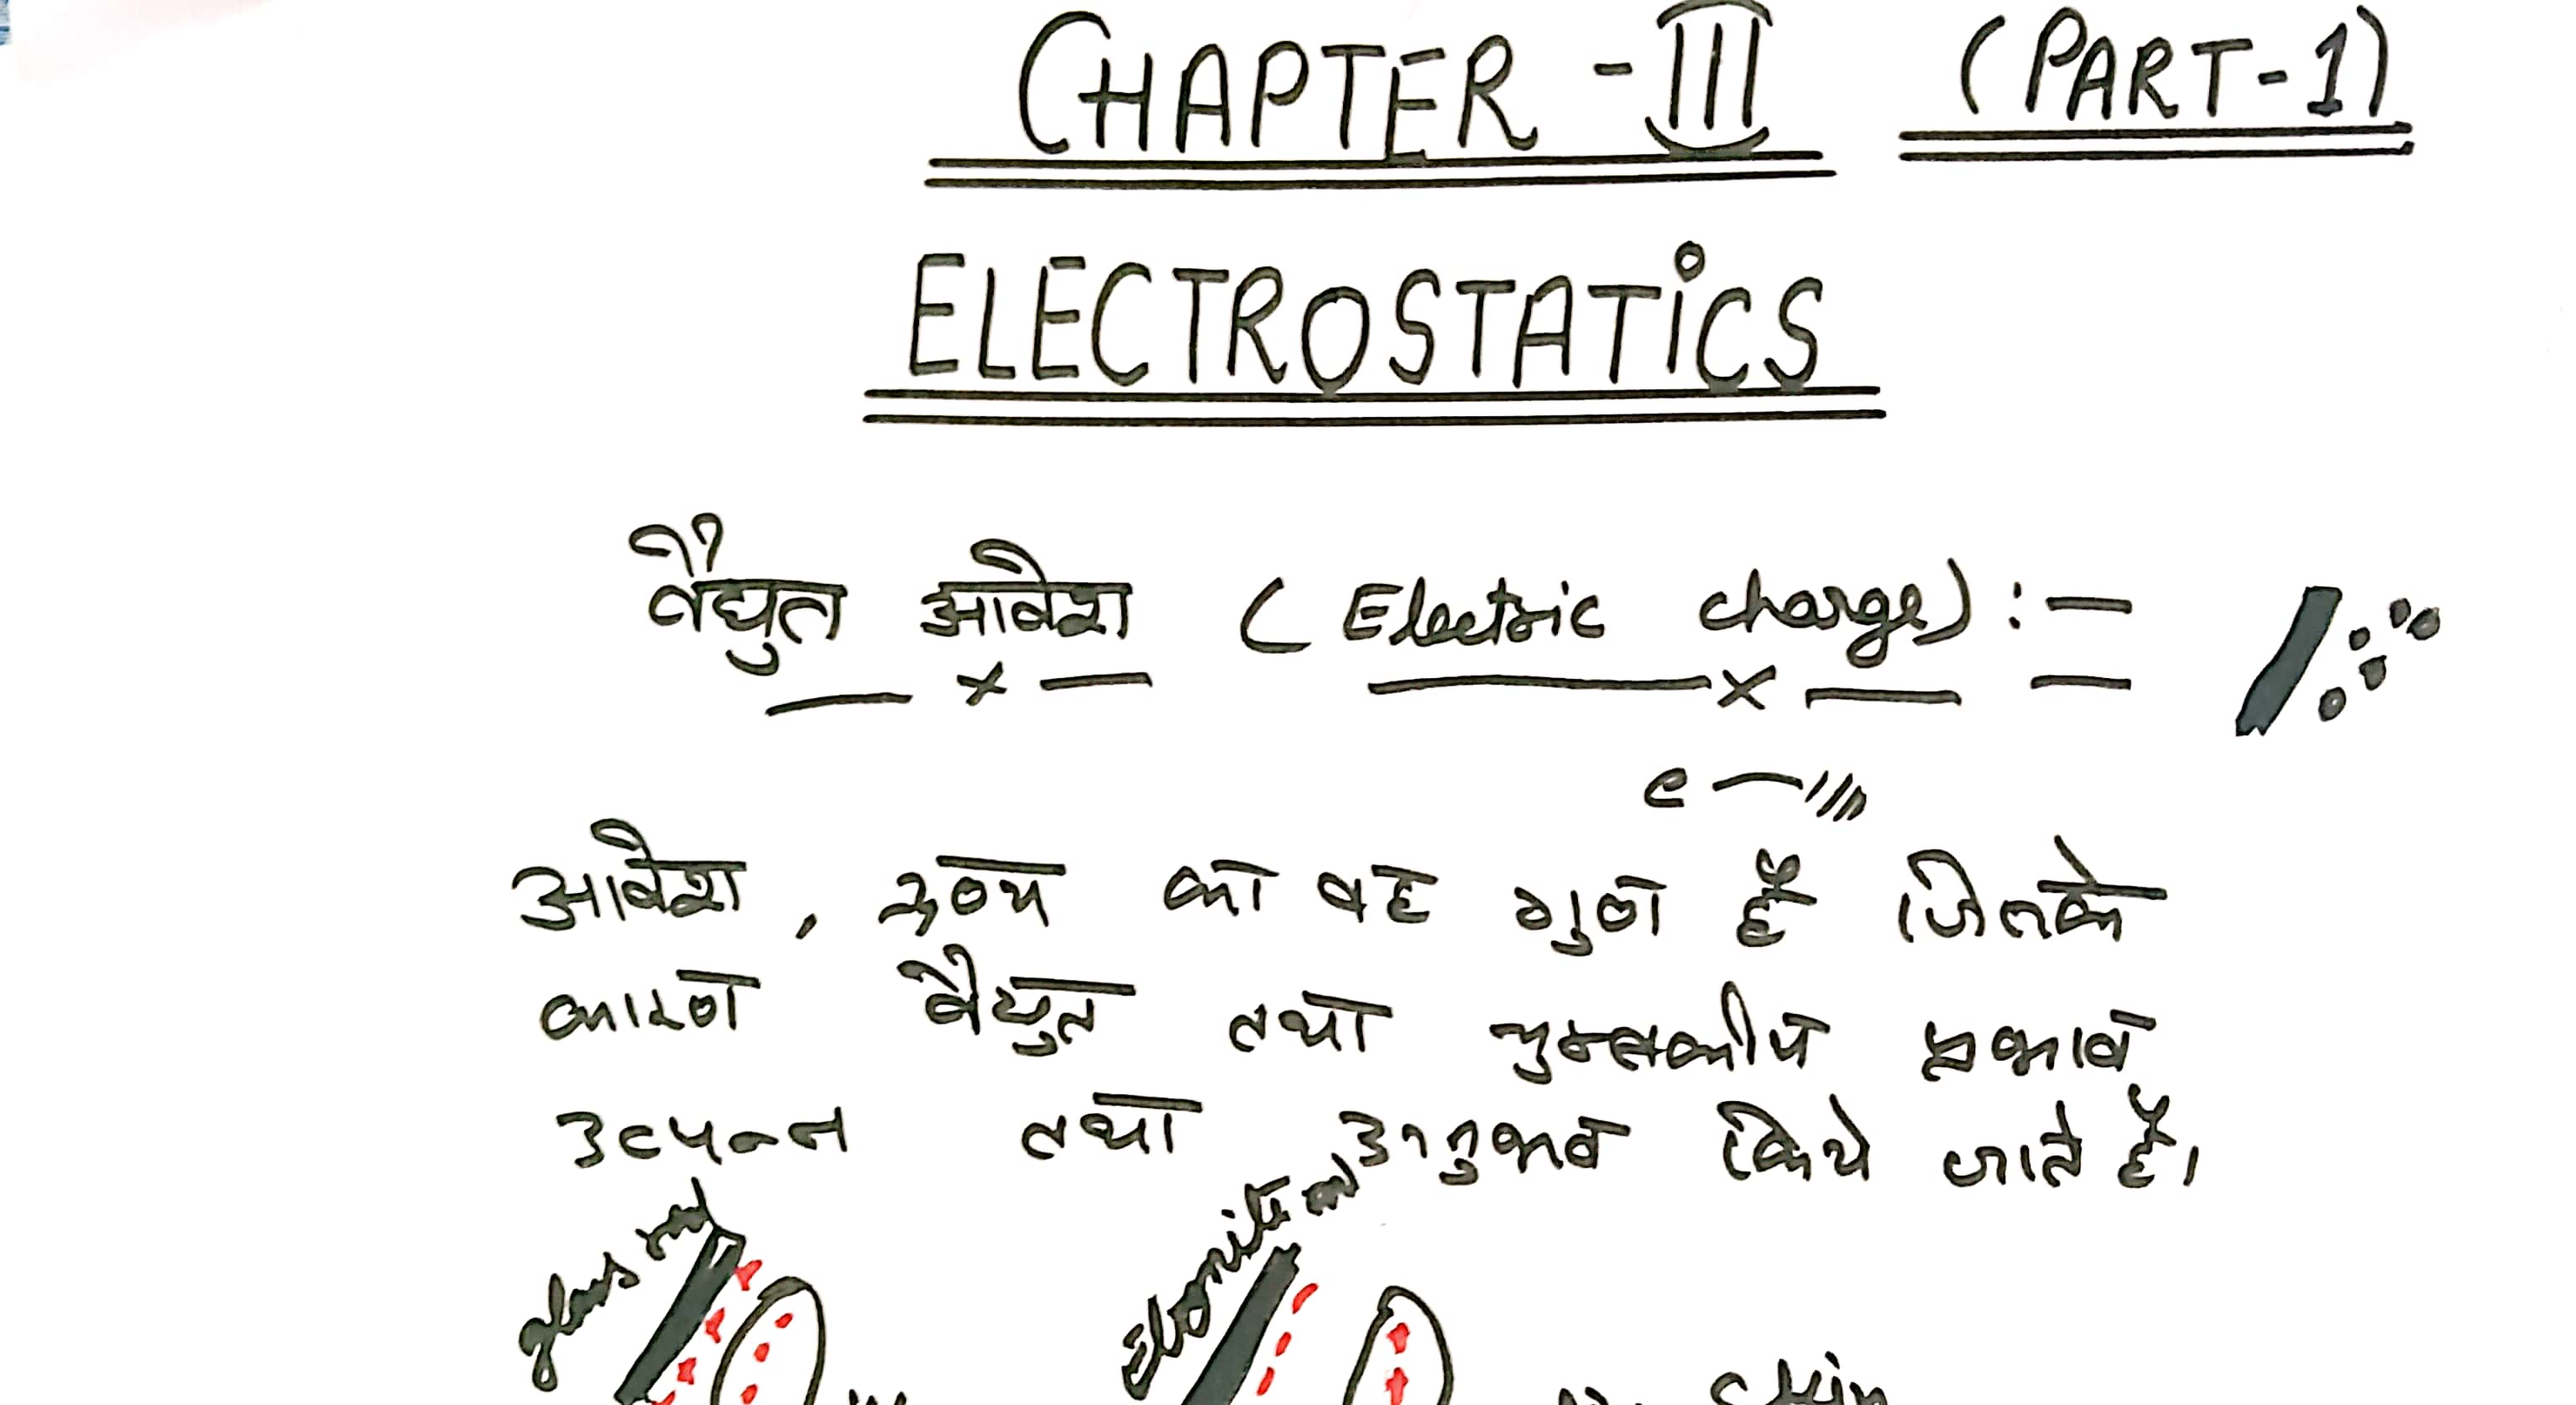 CHAPTER - III (PART-1)
ELECTROSTATICS
वैद्युत आवेश (Electric charge) : -
e
आवेश , द्रव्य का वह गुण है जिसके
कारण वैद्युत तथा चुम्बकीय प्रभाव
उत्पन्न तथा अनुभव किये जाते हैं।
glass rod
Ebonite rod
Skin